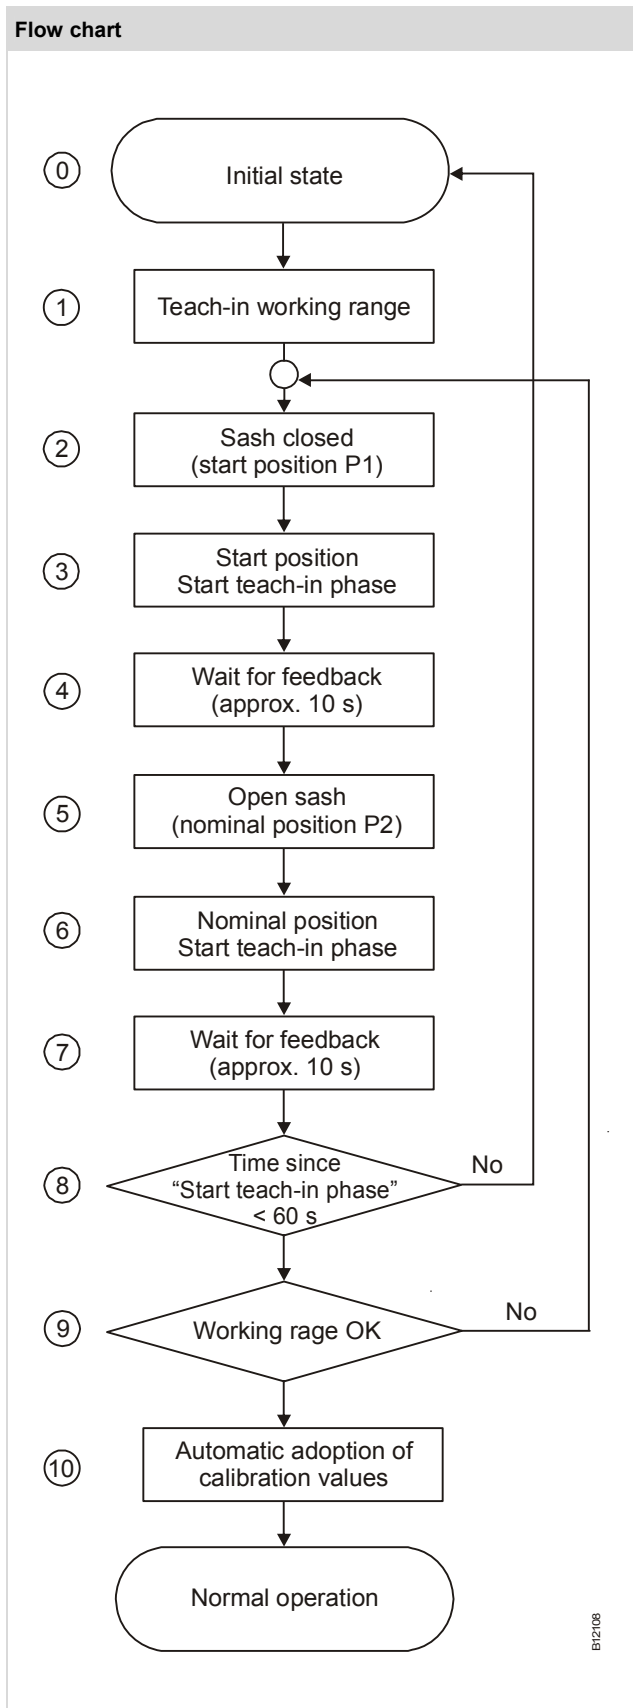 Flow chart
0
Initial state
1
Teach-in working range
2
Sash closed
(start position P1)
3
Start position
Start teach-in phase
4
Wait for feedback
(approx. 10 s)
5
Open sash
(nominal position P2)
6
Nominal position
Start teach-in phase
7
Wait for feedback
(approx. 10 s)
8
Time since
“Start teach-in phase”
< 60 s
No
9
Working rage OK
No
10
Automatic adoption of
calibration values
Normal operation
B12108